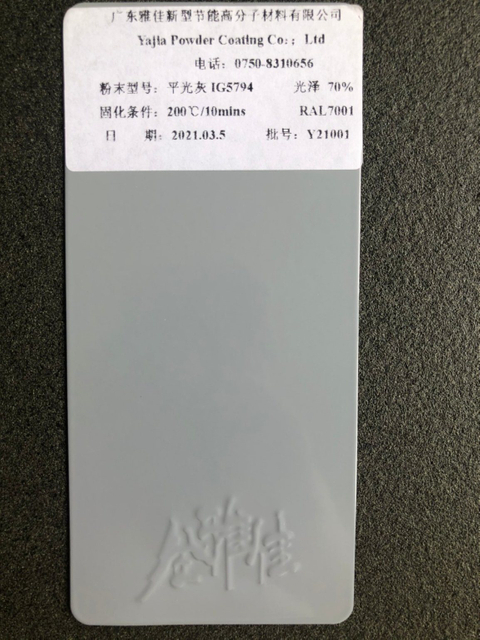 广东雅佳新型节能高分子材料有限公司
Yajia Powder Coating Co:; Ltd
电话: 0750-8310656
粉末型号: 平光灰 IG5794 光泽 70%
固化条件: 200℃/10mins RAL7001
日 期: 2021.03.5 批号: Y21001
雅佳